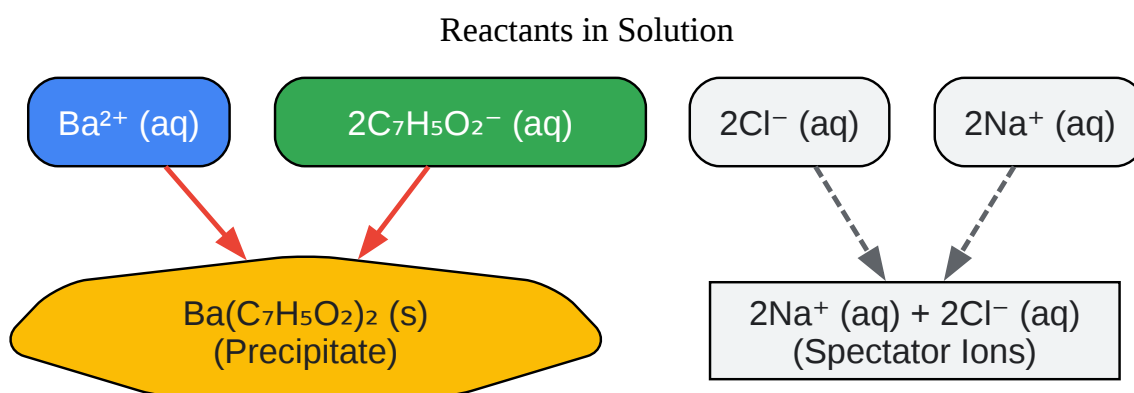 Reactants in Solution
Ba²⁺ (aq)
2C₇H₅O₂⁻ (aq)
2Cl⁻ (aq)
2Na⁺ (aq)
Ba(C₇H₅O₂)₂ (s)
(Precipitate)
2Na⁺ (aq) + 2Cl⁻ (aq)
(Spectator Ions)